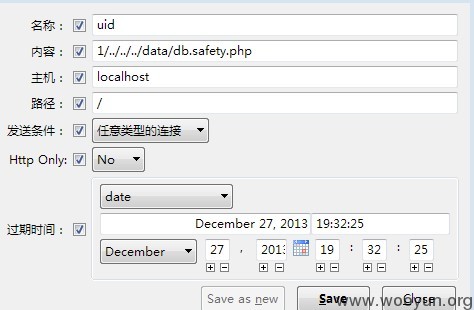 名称： uid
内容： 1/../../../data/db.safety.php
主机： localhost
路径： /
发送条件： 任意类型的连接
Http Only: No
date
过期时间： December 27, 2013 19:32:25
December 27 , 2013 19 : 32 : 25
Save as new Save Close
www.wooyun.org